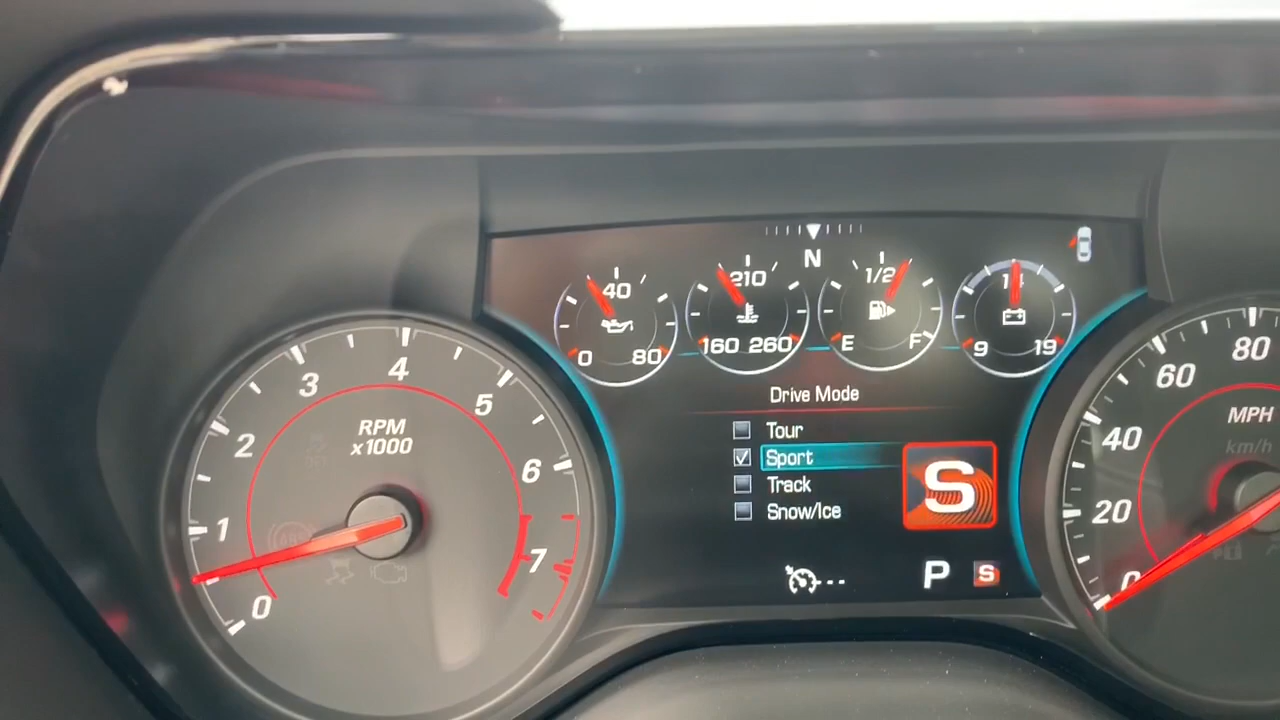 N
40
0 80
210
160 260
1/2
E F
9 19
Drive Mode
Tour
Sport
Track
Snow/Ice
S
P S
---
RPM
x1000
0
1
2
3
4
5
6
7
MPH
km/h
0
20
40
60
80